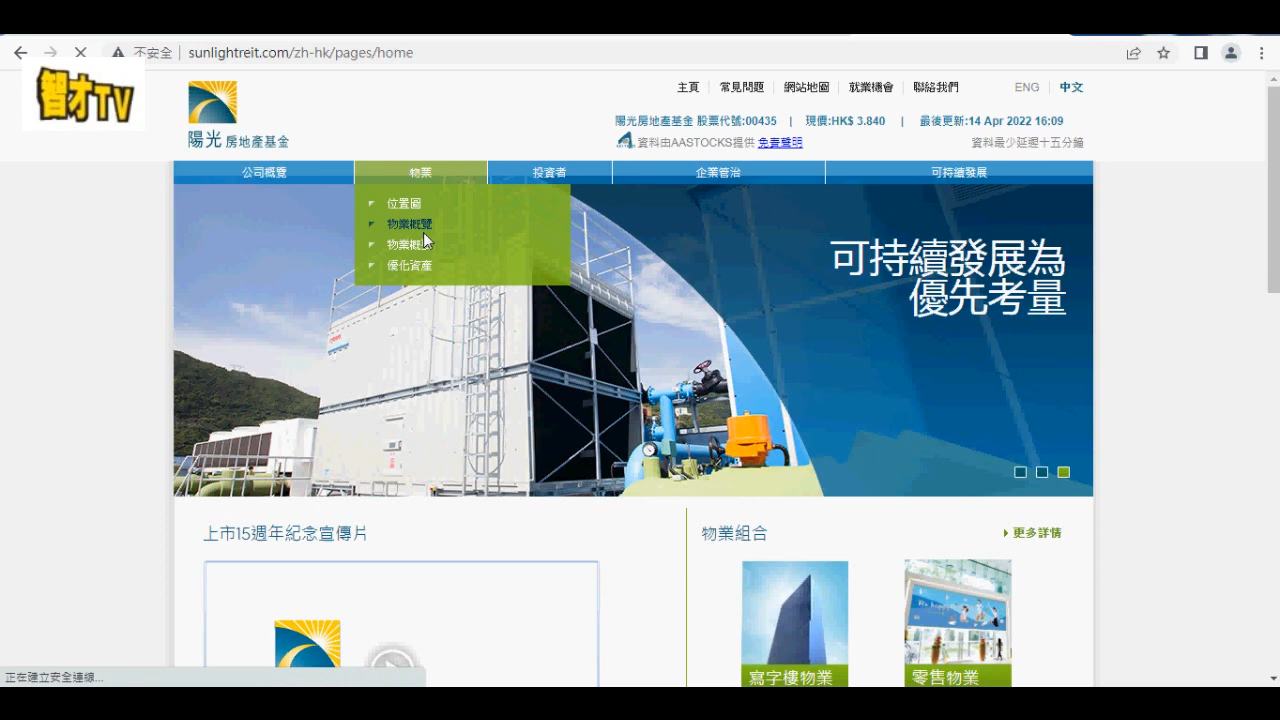 不安全 | sunlightreit.com/zh-hk/pages/home
智才TV
主頁 常見問題 網站地圖 就業機會 聯絡我們 ENG 中文
陽光房地產基金 股票代號:00435 | 現價:HK$ 3.840 | 最後更新:14 Apr 2022 16:09
陽光 房地產基金
資料由AASTOCKS提供 免責聲明 資料最少延遲十五分鐘
公司概覽 物業 投資者 企業管治 可持續發展
位置圖
物業概覽
物業概
優化資產
可持續發展為
優先考量
上市15週年紀念宣傳片
物業組合
更多詳情
寫字樓物業
零售物業
正在建立安全連線...